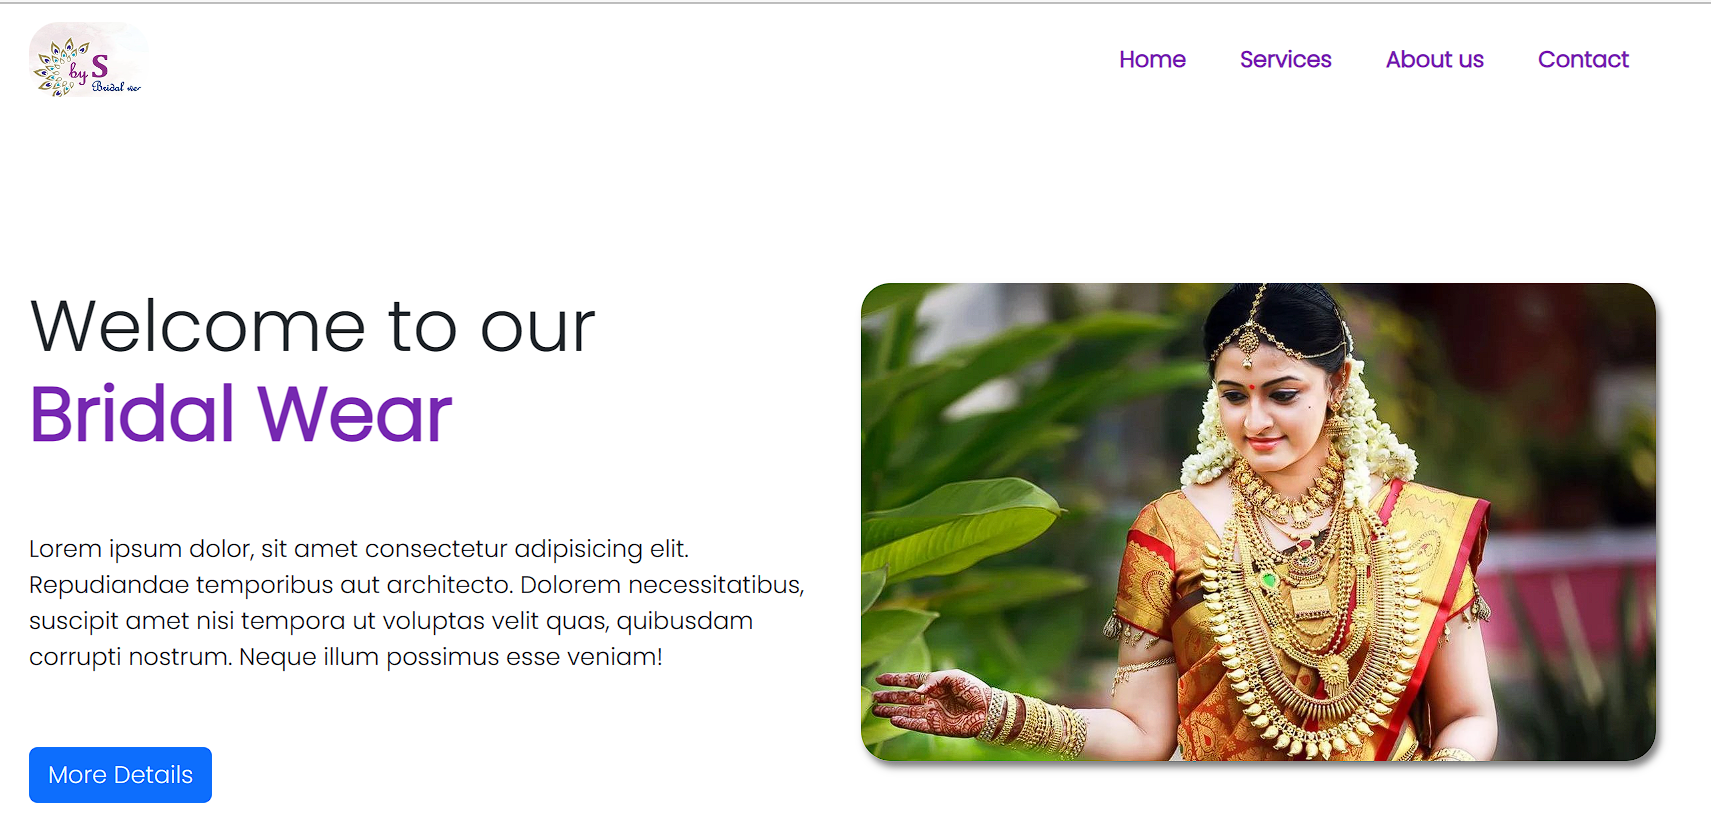 by S
Bridal wer
Home Services About us Contact
Welcome to our
Bridal Wear
Lorem ipsum dolor, sit amet consectetur adipisicing elit.
Repudiandae temporibus aut architecto. Dolorem necessitatibus,
suscipit amet nisi tempora ut voluptas velit quas, quibusdam
corrupti nostrum. Neque illum possimus esse veniam!
More Details